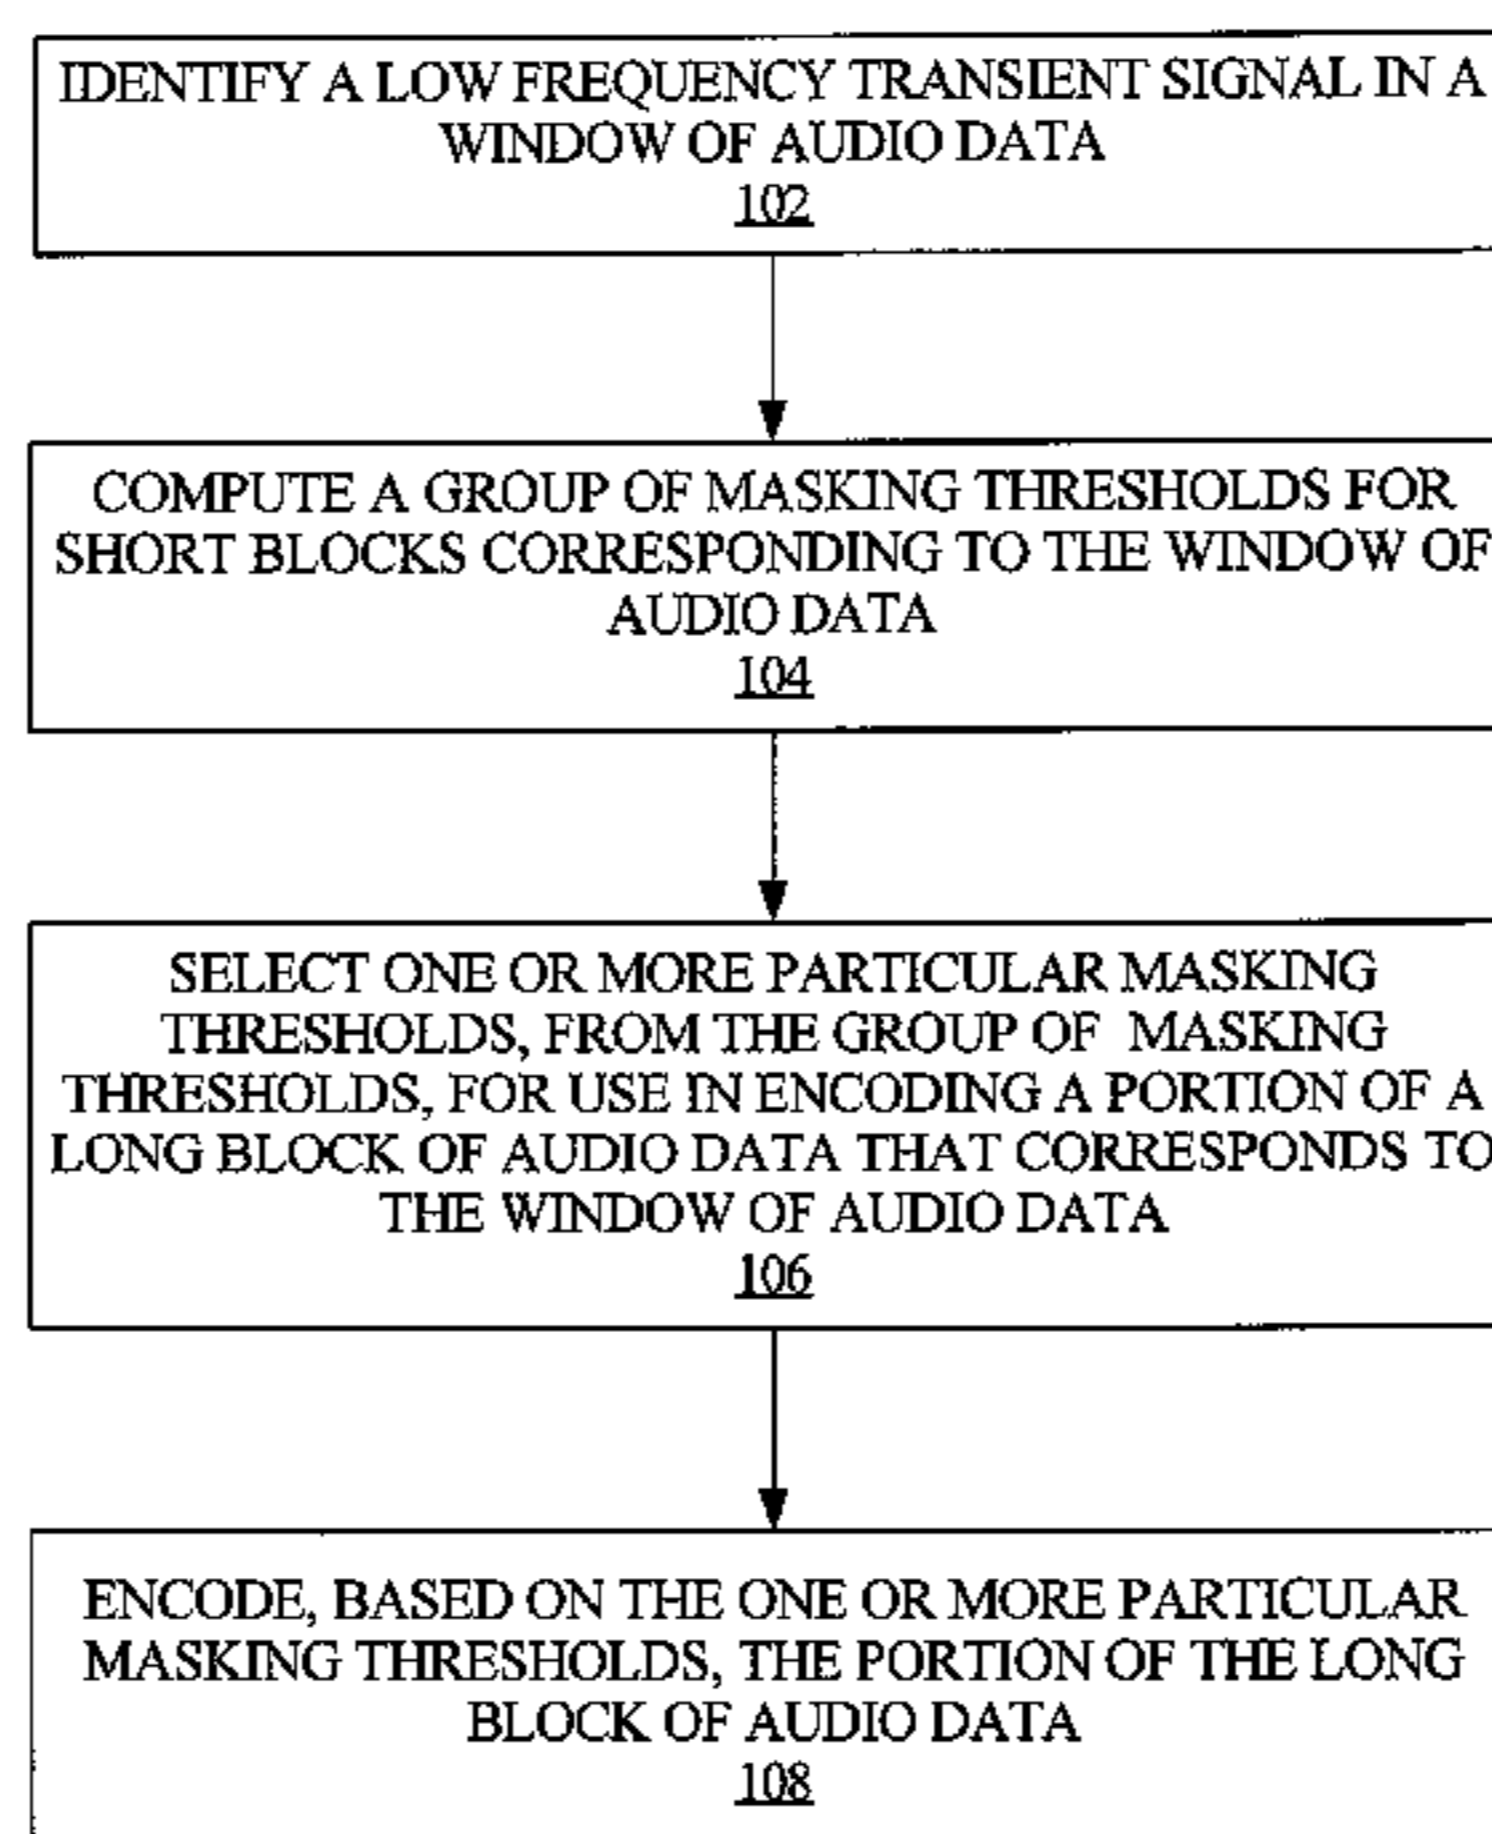 IDENTIFY A LOW FREQUENCY TRANSIENT SIGNAL IN A
WINDOW OF AUDIO DATA
102
COMPUTE A GROUP OF MASKING THRESHOLDS FOR
SHORT BLOCKS CORRESPONDING TO THE WINDOW OF
AUDIO DATA
104
SELECT ONE OR MORE PARTICULAR MASKING
THRESHOLDS, FROM THE GROUP OF MASKING
THRESHOLDS, FOR USE IN ENCODING A PORTION OF A
LONG BLOCK OF AUDIO DATA THAT CORRESPONDS TO
THE WINDOW OF AUDIO DATA
106
ENCODE, BASED ON THE ONE OR MORE PARTICULAR
MASKING THRESHOLDS, THE PORTION OF THE LONG
BLOCK OF AUDIO DATA
108